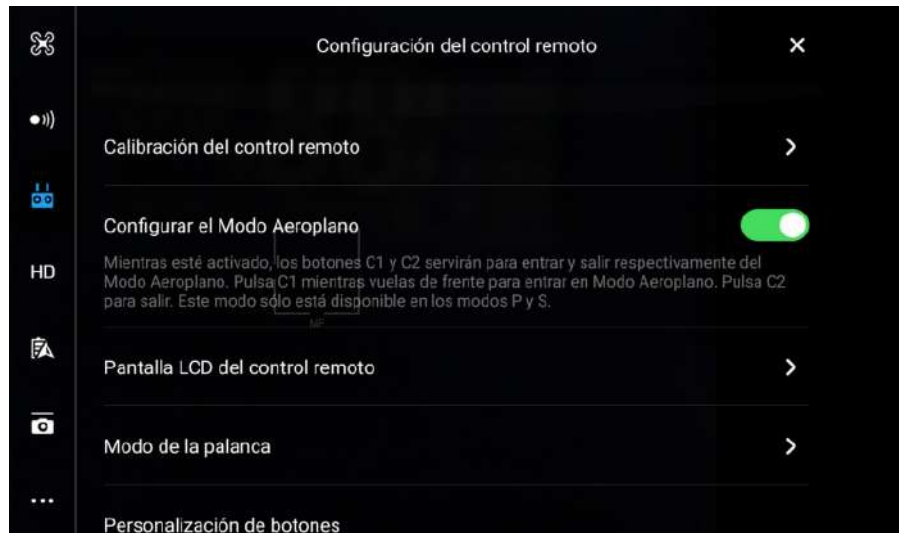 Configuración del control remoto
Calibración del control remoto
Configurar el Modo Aeroplano
Mientras esté activado, los botones C1 y C2 servirán para entrar y salir respectivamente del
Modo Aeroplano. Pulsa C1 mientras vuelas de frente para entrar en Modo Aeroplano. Pulsa C2
para salir. Este modo sólo está disponible en los modos P y S.
HD
MF
Pantalla LCD del control remoto
Modo de la palanca
Personalización de botones